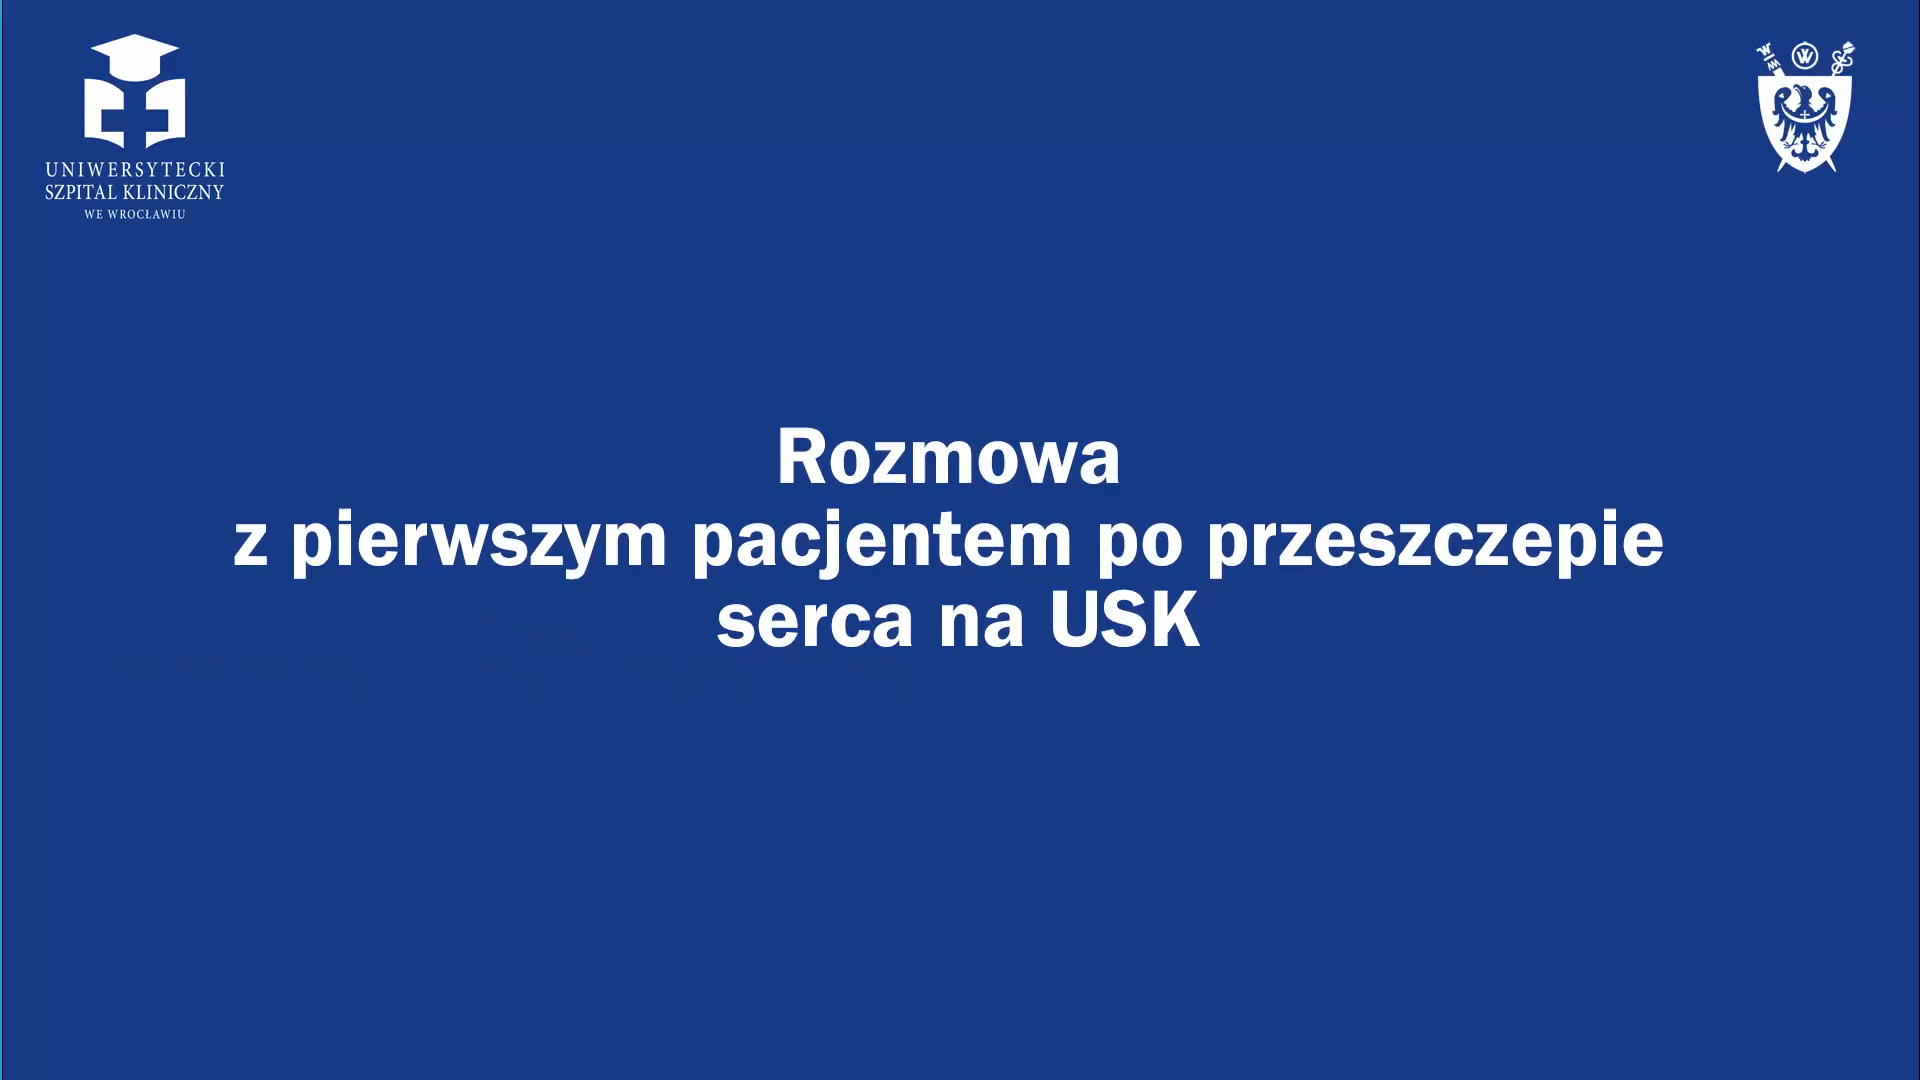 UNIWERSYTECKI
SZPITAL KLINICZNY
WE WROCŁAWIU
Rozmowa
z pierwszym pacjentem po przeszczepie
serca na USK